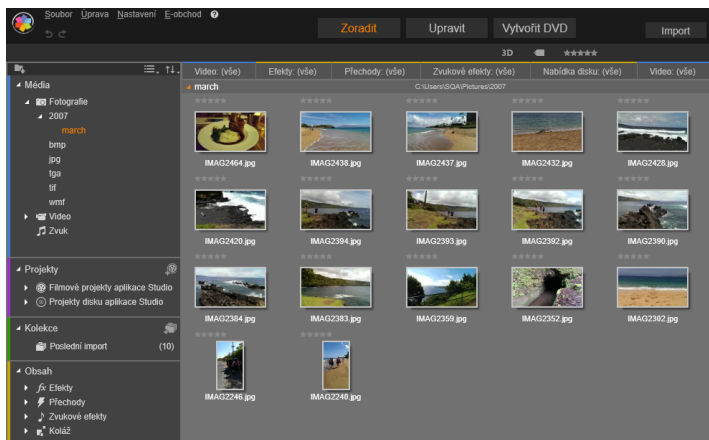 Soubor Úprava Nastavení E-obchod ?
Zoradit Upravit Vytvořit DVD Import
3D
Video: (vše) Efekty: (vše) Přechody: (vše) Zvukové efekty: (vše) Nabídka disku: (vše) Video: (vše)
Média
Fotografie
2007
march
bmp
jpg
tga
tif
wmf
Video
Zvuk
Projekty
Filmové projekty aplikace Studio
Projekty disku aplikace Studio
Kolekce
Poslední import (10)
Obsah
fx Efekty
Přechody
Zvukové efekty
Koláž
march C:\Users\SQA\Pictures\2007
IMAG2464.jpg IMAG2438.jpg IMAG2437.jpg IMAG2432.jpg IMAG2428.jpg
IMAG2420.jpg IMAG2394.jpg IMAG2393.jpg IMAG2392.jpg IMAG2390.jpg
IMAG2384.jpg IMAG2383.jpg IMAG2359.jpg IMAG2352.jpg IMAG2302.jpg
IMAG2246.jpg IMAG2240.jpg